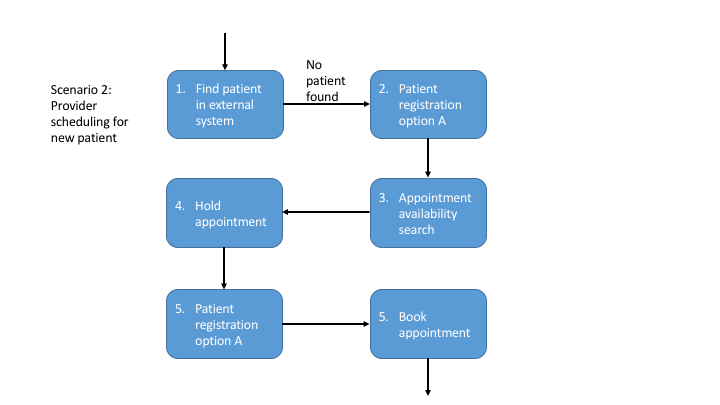 Scenario 2:
Provider
scheduling for
new patient
1. Find patient
in external
system
No
patient
found
2. Patient
registration
option A
3. Appointment
availability
search
4. Hold
appointment
5. Patient
registration
option A
5. Book
appointment